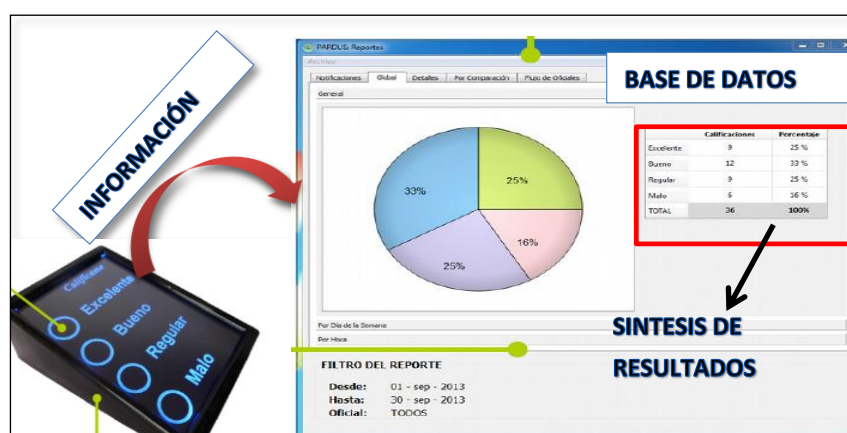 PARDUS: Reportes
Archivo
Notificaciones Global Detalles Por Comparación Flujo de Oficiales
General
BASE DE DATOS
INFORMACIÓN
33%
25%
16%
25%
Calificaciones Porcentaje
Excelente 9 25 %
Bueno 12 33 %
Regular 9 25 %
Malo 6 16 %
TOTAL 36 100%
Califícame
Excelente
Bueno
Regular
Malo
Por Día de la Semana
Por Hora
SINTESIS DE
RESULTADOS
FILTRO DEL REPORTE
Desde: 01 - sep - 2013
Hasta: 30 - sep - 2013
Oficial: TODOS